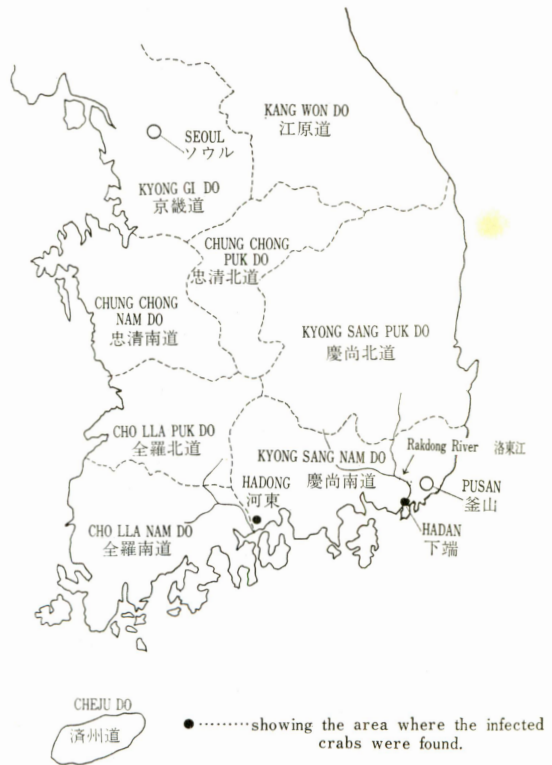 KANG WON DO
江原道
SEOUL
ソウル
KYONG GI DO
京畿道
CHUNG CHONG
PUK DO
忠清北道
CHUNG CHONG
NAM DO
忠清南道
KYONG SANG PUK DO
慶尚北道
CHO LLA PUK DO
全羅北道
KYONG SANG NAM DO
慶尚南道
Rakdong River 洛東江
HADONG
河東
PUSAN
釜山
HADAN
下端
CHO LLA NAM DO
全羅南道
CHEJU DO
済州道
●⋯⋯⋯showing the area where the infected
crabs were found.